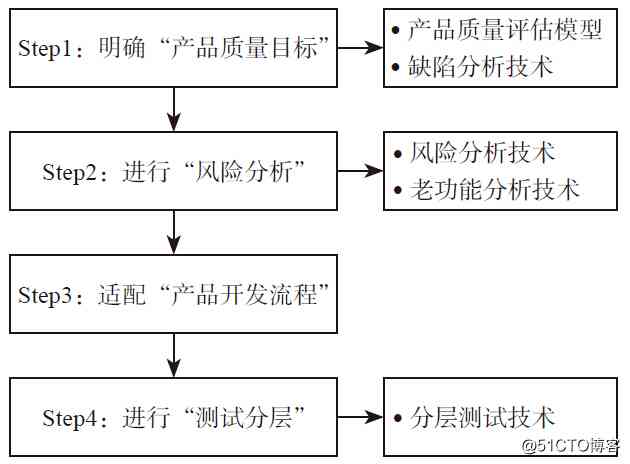 Step1：明确“产品质量目标”
• 产品质量评估模型
• 缺陷分析技术
Step2：进行“风险分析”
• 风险分析技术
• 老功能分析技术
Step3：适配“产品开发流程”
Step4：进行“测试分层”
• 分层测试技术
@51CTO博客